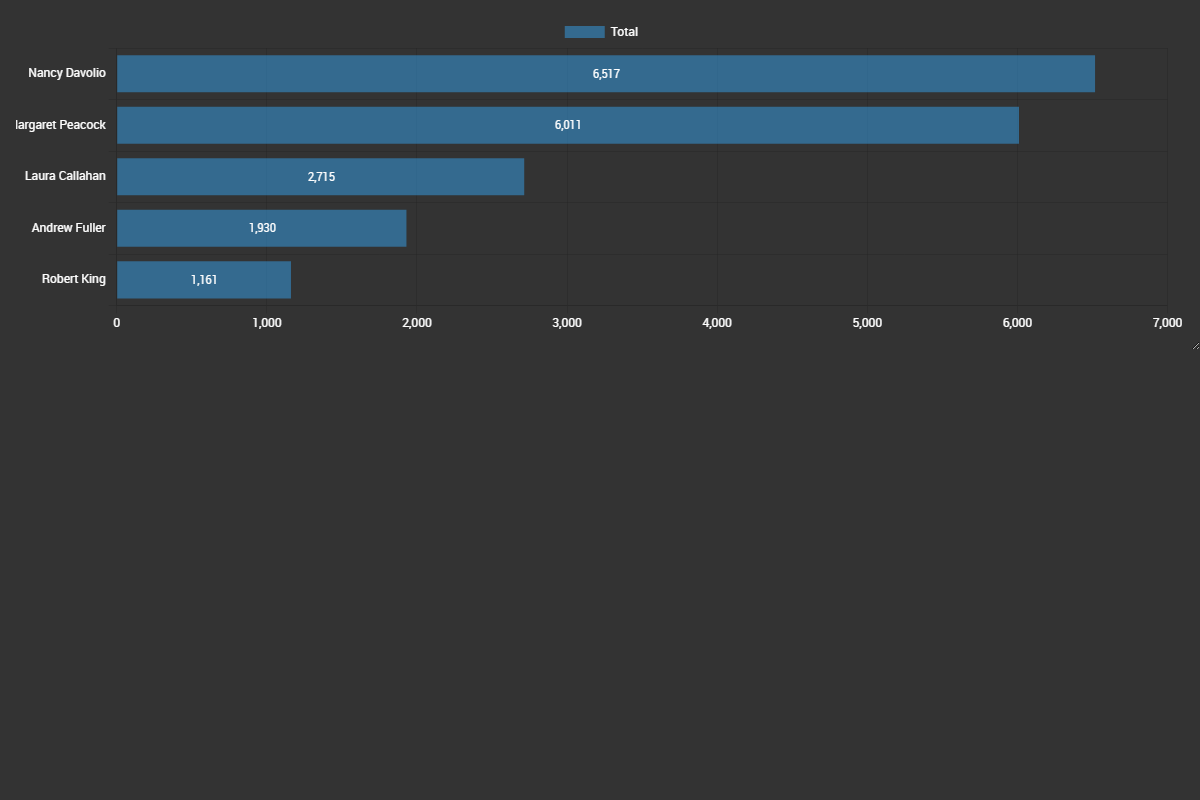 Total
Nancy Davolio 6,517
largaret Peacock 6,011
Laura Callahan 2,715
Andrew Fuller 1,930
Robert King 1,161
0 1,000 2,000 3,000 4,000 5,000 6,000 7,000